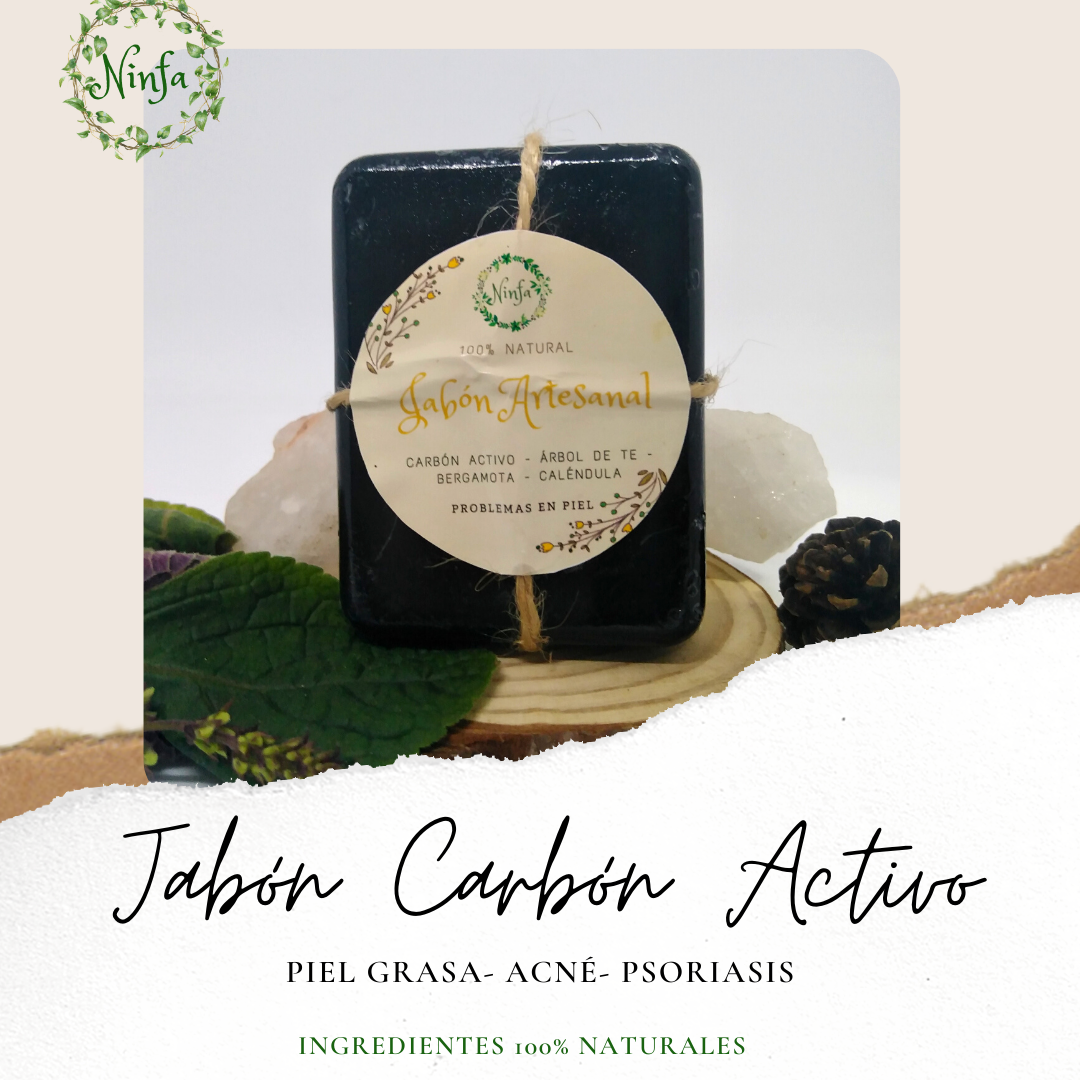 Ninfa
Ninfa
100% NATURAL
Jabón Artesanal
CARBÓN ACTIVO - ÁRBOL DE TE -
BERGAMOTA - CALÉNDULA
PROBLEMAS EN PIEL
Jabón Carbón Activo
PIEL GRASA- ACNÉ- PSORIASIS
INGREDIENTES 100% NATURALES